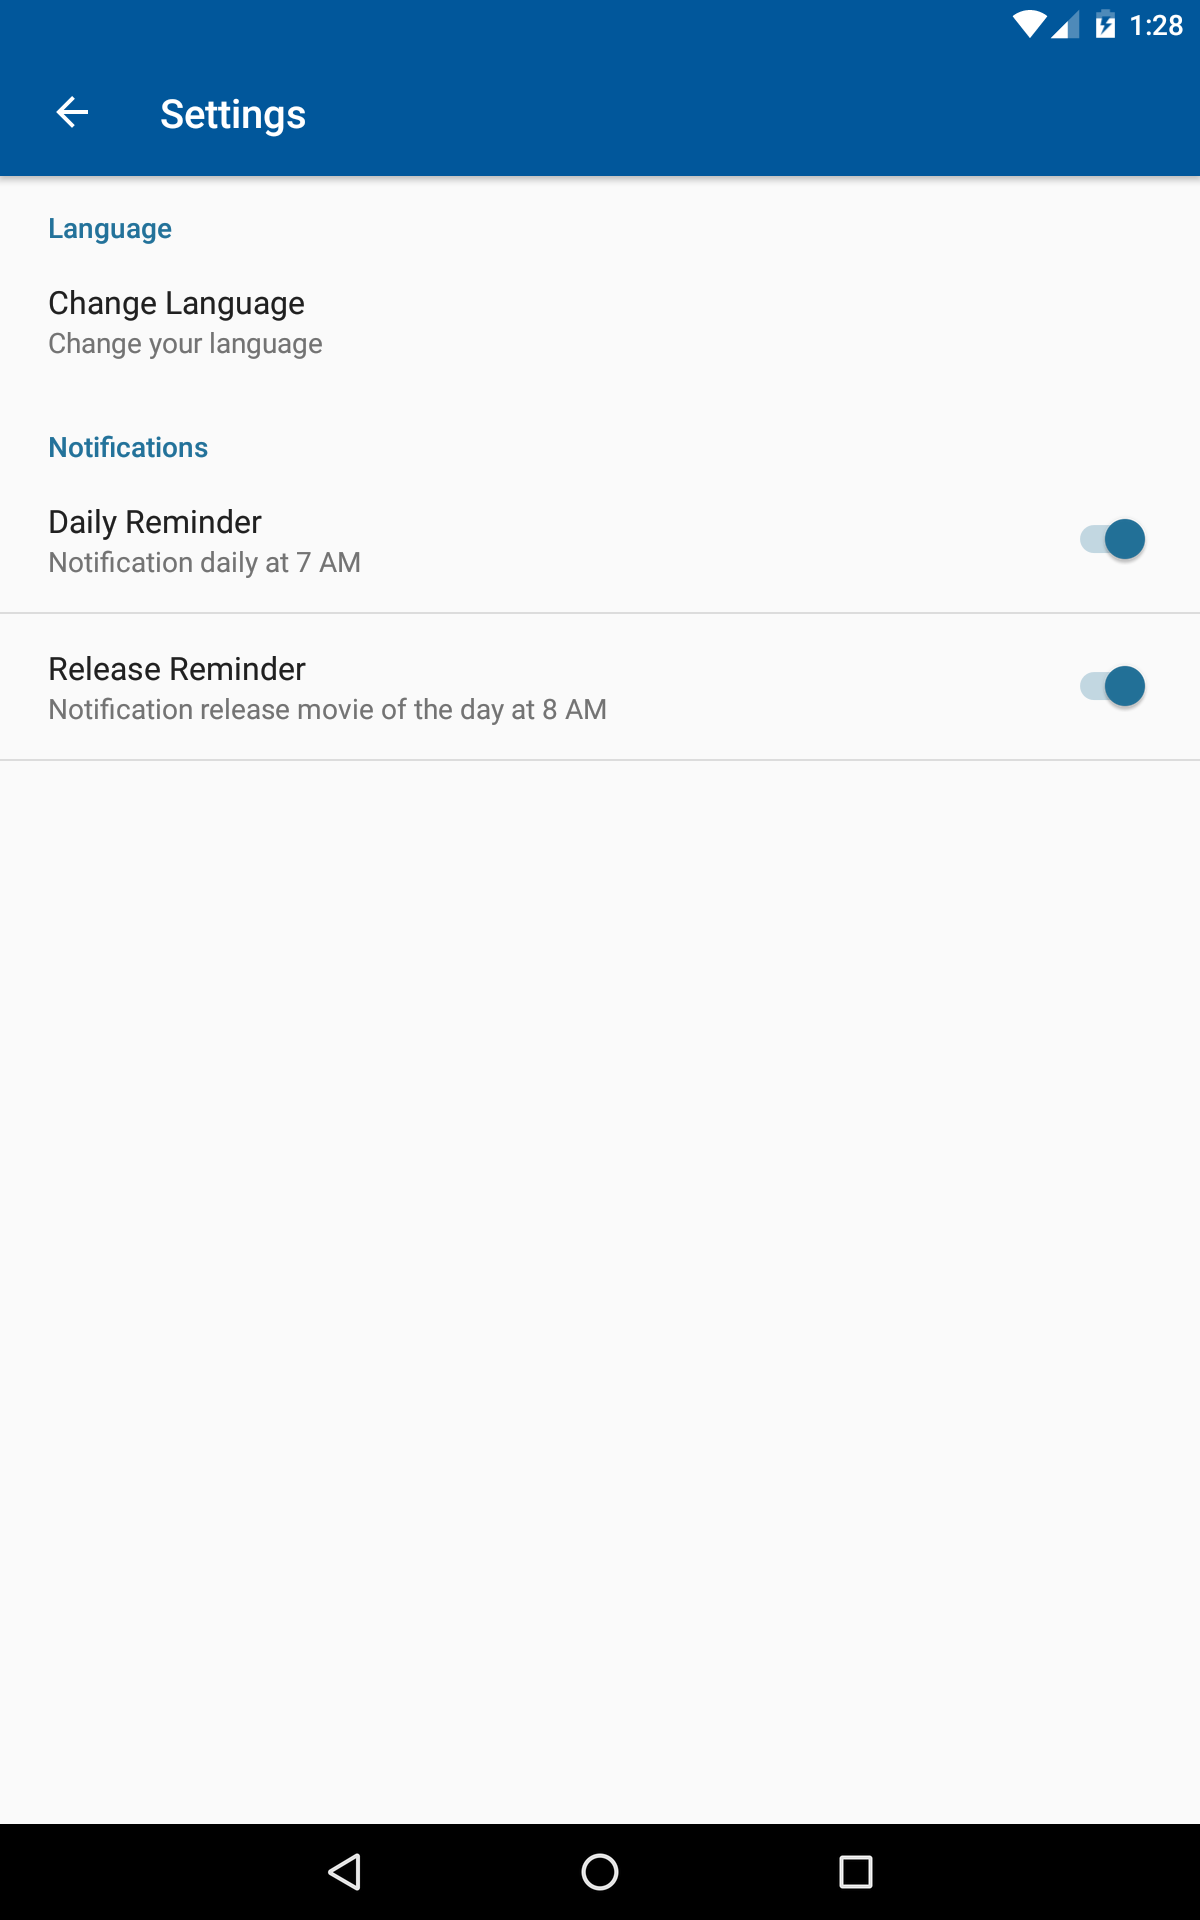 1:28
Settings
Language
Change Language
Change your language
Notifications
Daily Reminder
Notification daily at 7 AM
Release Reminder
Notification release movie of the day at 8 AM